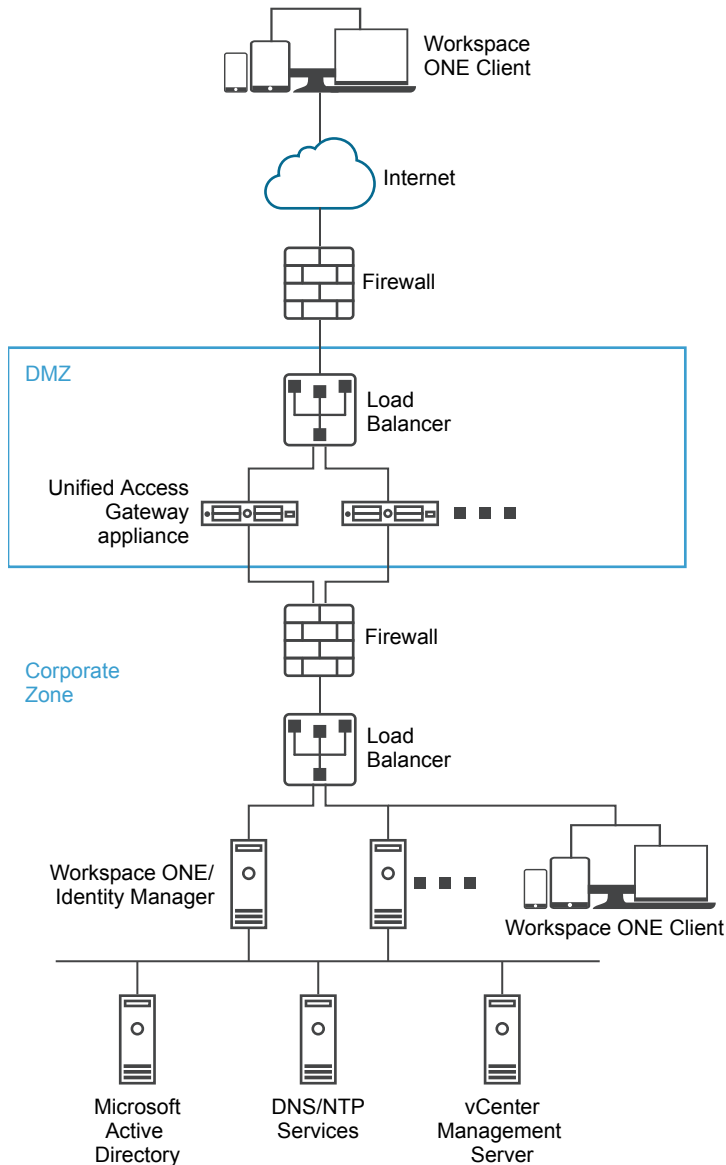 Workspace
ONE Client
Internet
Firewall
DMZ
Load
Balancer
Unified Access
Gateway
appliance
Firewall
Corporate
Zone
Load
Balancer
Workspace ONE/
Identity Manager
Workspace ONE Client
Microsoft
Active
Directory
DNS/NTP
Services
vCenter
Management
Server